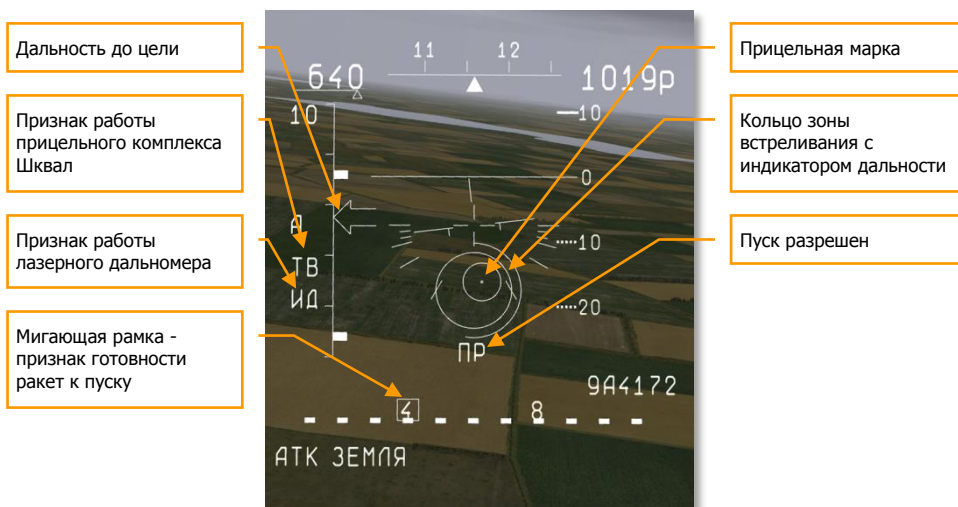 Дальность до цели
Признак работы
прицельного комплекса
Шквал
Признак работы
лазерного дальномера
Мигающая рамка -
признак готовности
ракет к пуску
11 12
640 1019р
10 10
0
А 10
ТВ
ИД 20
ПР
9А4172
4 8
АТК ЗЕМЛЯ
Прицельная марка
Кольцо зоны
встреливания с
индикатором дальности
Пуск разрешен